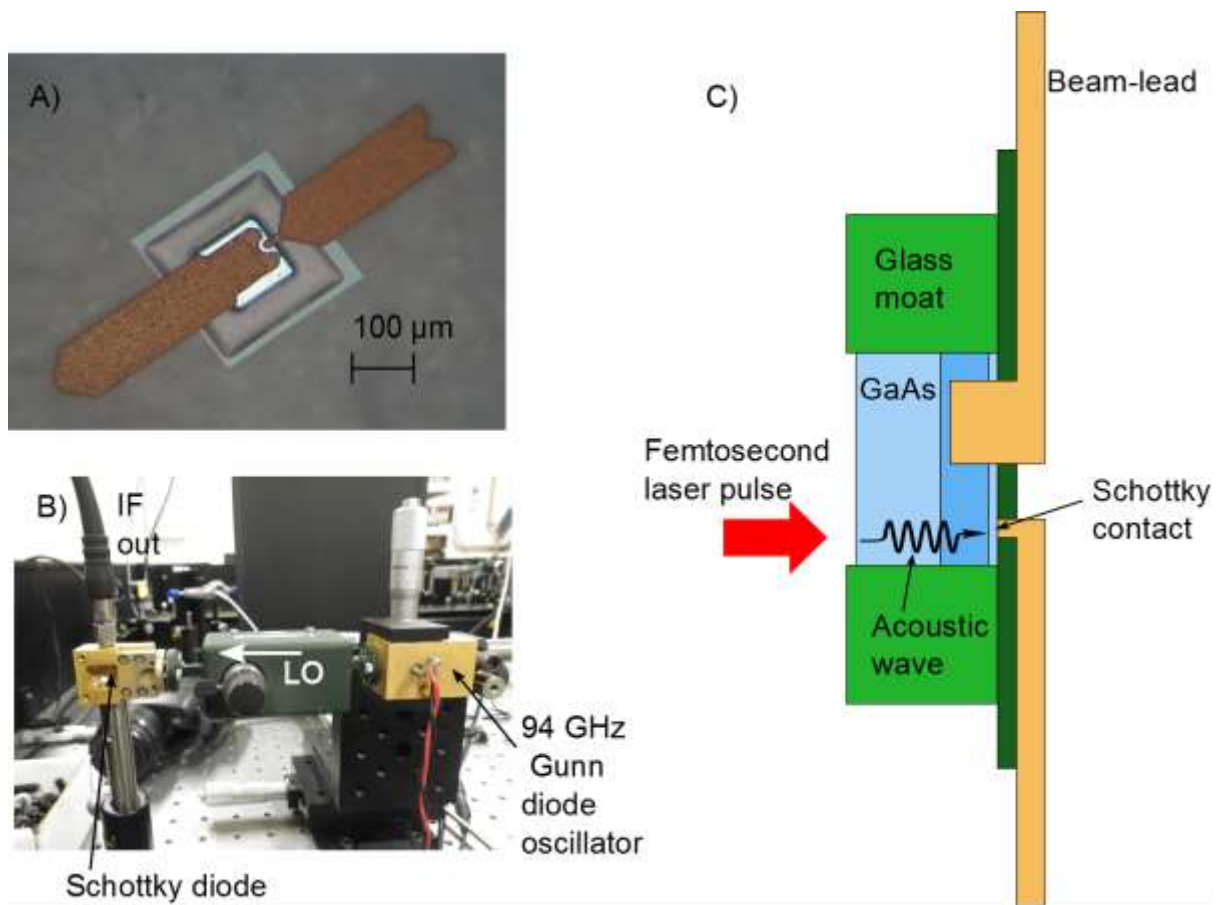 A)
100 µm
B)
IF
out
LO
94 GHz
Gunn
diode
oscillator
Schottky diode
C)
Beam-lead
Glass
moat
GaAs
Femtosecond
laser pulse
Schottky
contact
Acoustic
wave